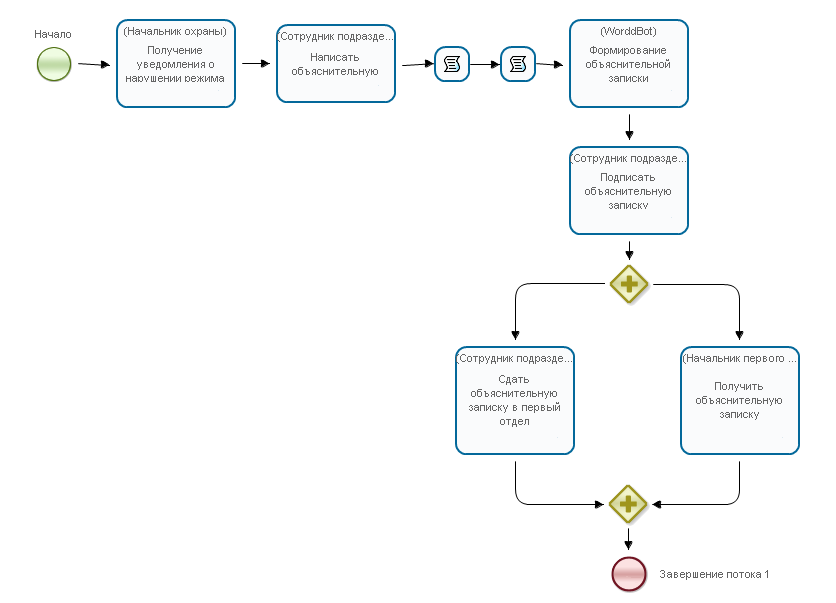 Начало
(Начальник охраны)
Получение
уведомления о
нарушении режима
(Сотрудник подразде...
Написать
объяснительную
(WorddBot)
Формирование
объяснительной
записки
(Сотрудник подразде...
Подписать
объяснительную
записку
(Сотрудник подразде...
Сдать
объяснительную
записку в первый
отдел
(Начальник первого ...
Получить
объяснительную
записку
Завершение потока 1